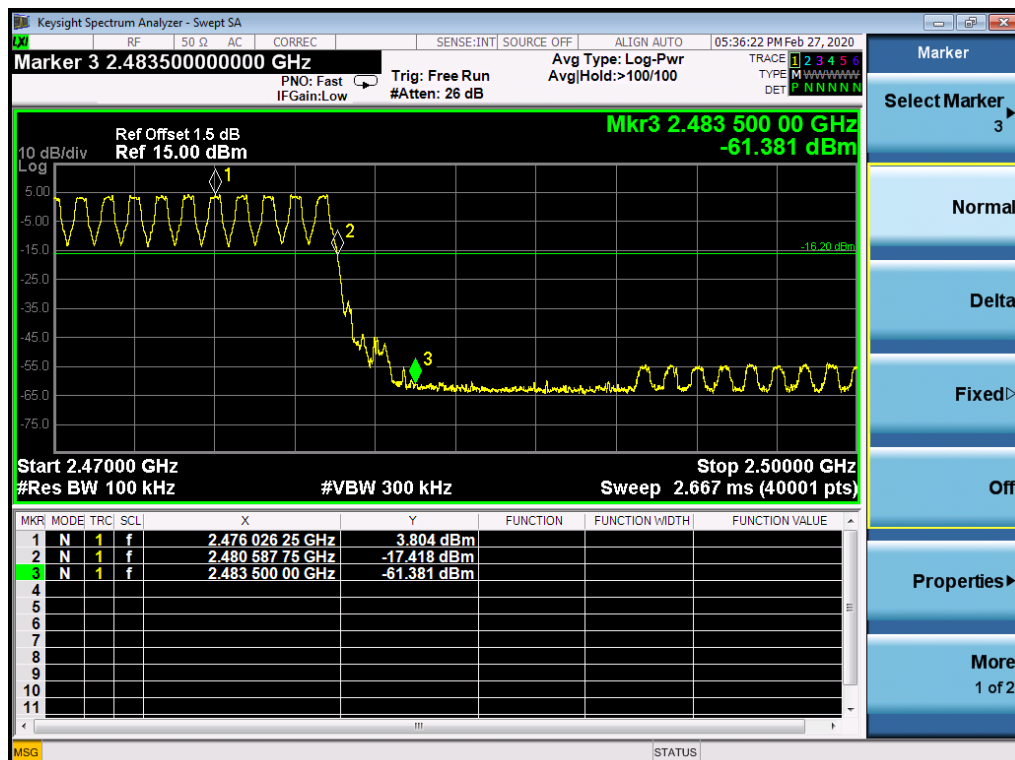 Keysight Spectrum Analyzer - Swept SA
LXI RF 50 Ω AC CORREC SENSE:INT SOURCE OFF ALIGN AUTO 05:36:22 PM Feb 27, 2020
Marker 3 2.483500000000 GHz
PNO: Fast
IFGain:Low
Trig: Free Run
#Atten: 26 dB
Avg Type: Log-Pwr
Avg|Hold:>100/100
TRACE 1 2 3 4 5 6
TYPE M WWWWW
DET P N N N N N
Ref Offset 1.5 dB
Ref 15.00 dBm
10 dB/div
Log
Mkr3 2.483 500 00 GHz
-61.381 dBm
5.00
-5.00
-15.0
-25.0
-35.0
-45.0
-55.0
-65.0
-75.0
1
2
3
-16.20 dBm
Start 2.47000 GHz
Stop 2.50000 GHz
#Res BW 100 kHz
#VBW 300 kHz
Sweep 2.667 ms (40001 pts)
MKR MODE TRC SCL X Y FUNCTION FUNCTION WIDTH FUNCTION VALUE
1 N 1 f 2.476 026 25 GHz 3.804 dBm
2 N 1 f 2.480 587 75 GHz -17.418 dBm
3 N 1 f 2.483 500 00 GHz -61.381 dBm
4
5
6
7
8
9
10
11
MSG
STATUS
Marker
Select Marker
3
Normal
Delta
Fixed
Off
Properties
More
1 of 2